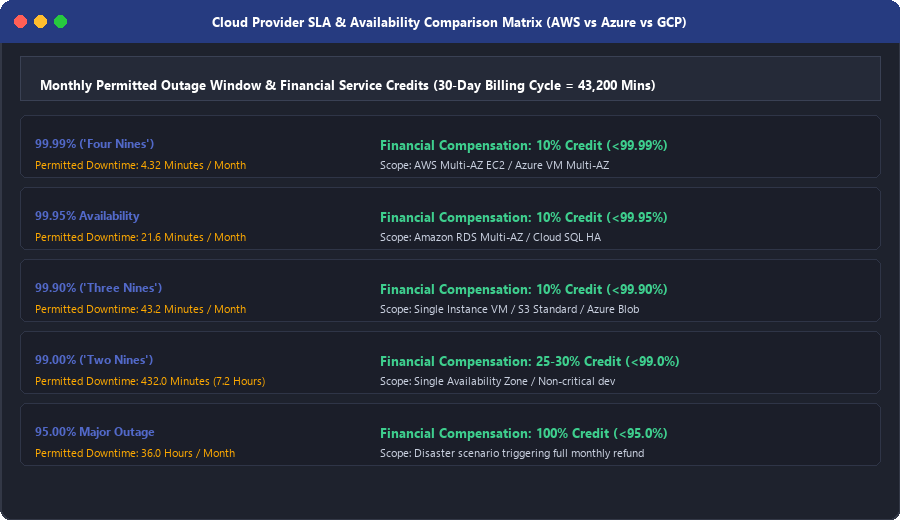 Cloud Provider SLA & Availability Comparison Matrix (AWS vs Azure vs GCP)
Monthly Permitted Outage Window & Financial Service Credits (30-Day Billing Cycle = 43,200 Mins)
99.99% ('Four Nines')
Permitted Downtime: 4.32 Minutes / Month
Financial Compensation: 10% Credit (<99.99%)
Scope: AWS Multi-AZ EC2 / Azure VM Multi-AZ
99.95% Availability
Permitted Downtime: 21.6 Minutes / Month
Financial Compensation: 10% Credit (<99.95%)
Scope: Amazon RDS Multi-AZ / Cloud SQL HA
99.90% ('Three Nines')
Permitted Downtime: 43.2 Minutes / Month
Financial Compensation: 10% Credit (<99.90%)
Scope: Single Instance VM / S3 Standard / Azure Blob
99.00% ('Two Nines')
Permitted Downtime: 432.0 Minutes (7.2 Hours)
Financial Compensation: 25-30% Credit (<99.0%)
Scope: Single Availability Zone / Non-critical dev
95.00% Major Outage
Permitted Downtime: 36.0 Hours / Month
Financial Compensation: 100% Credit (<95.0%)
Scope: Disaster scenario triggering full monthly refund